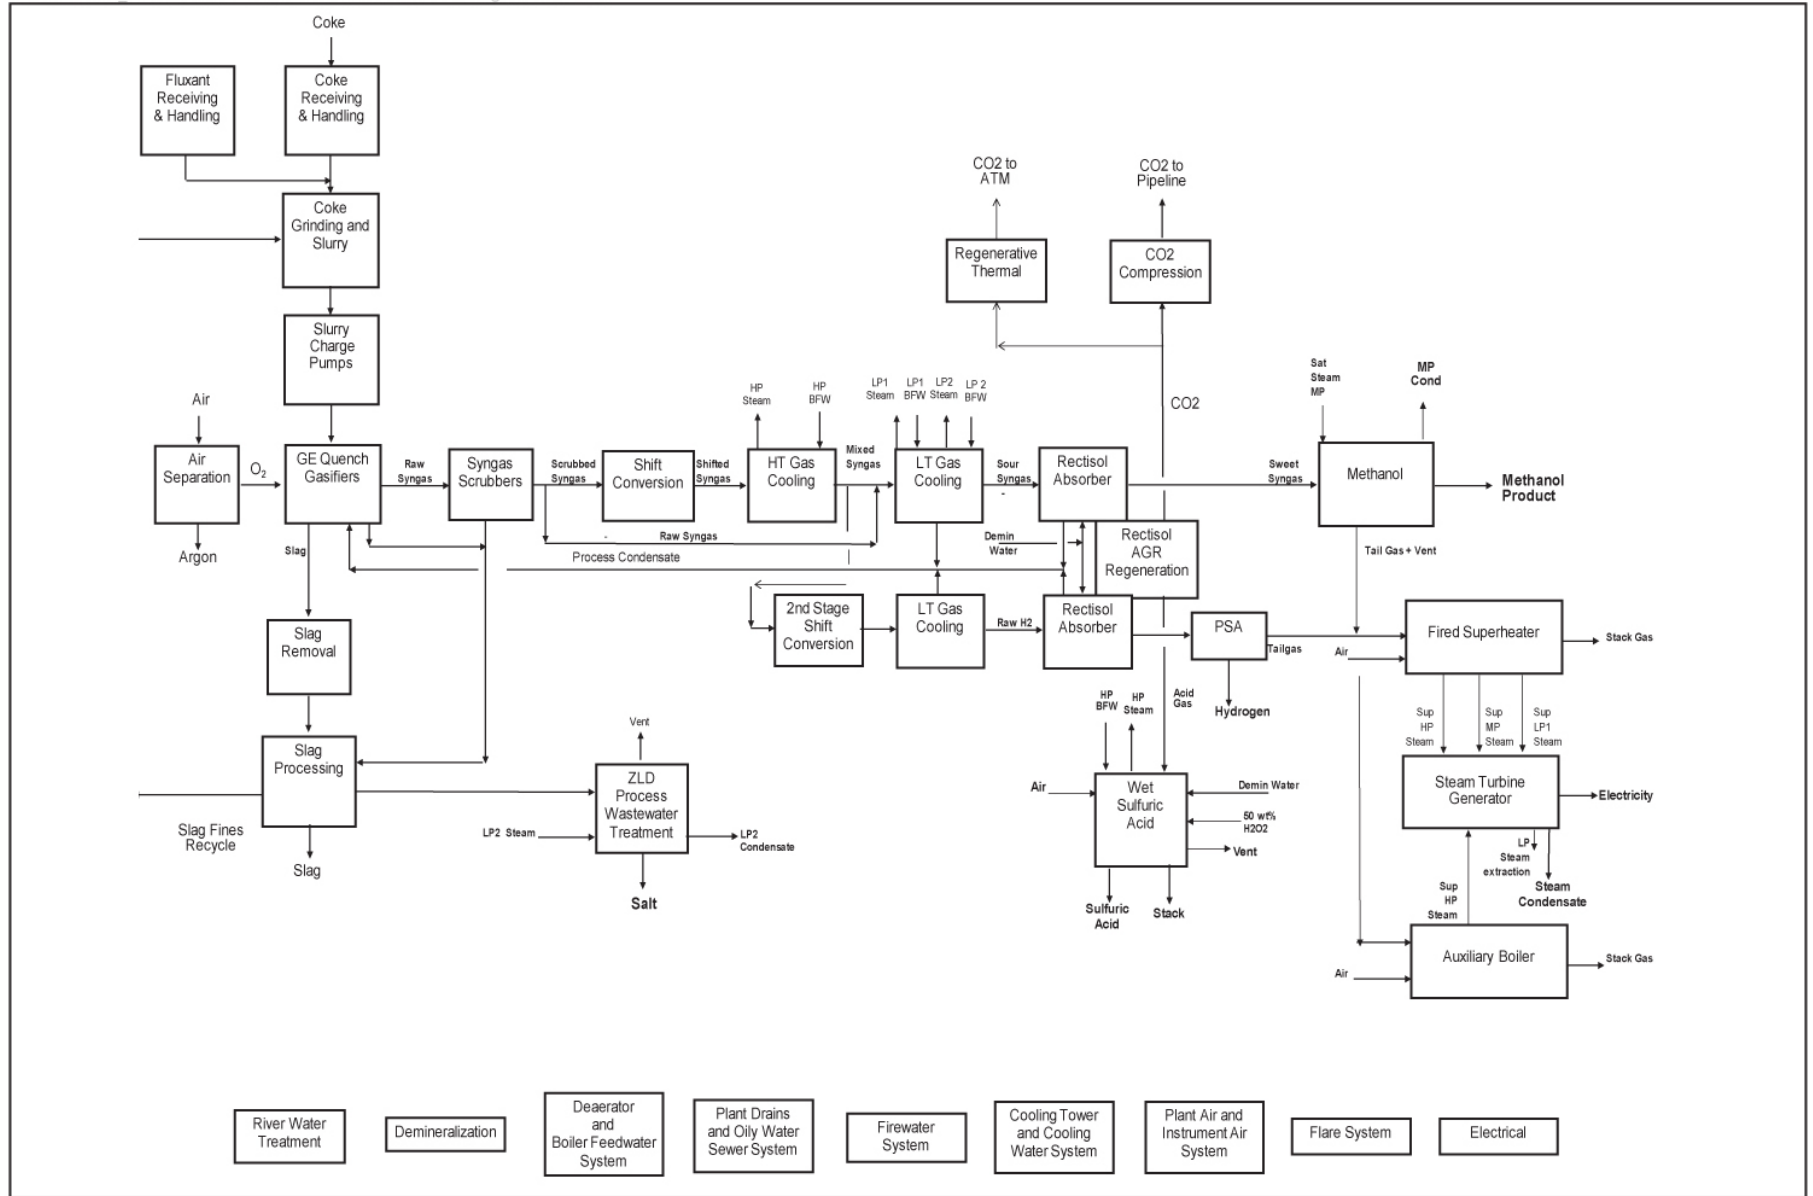 Coke
Fluxant
Receiving
& Handling
Coke
Receiving
& Handling
Coke
Grinding and
Slurry
CO2 to
ATM
CO2 to
Pipeline
Regenerative
Thermal
CO2
Compression
Slurry
Charge
Pumps
Air
HP
Steam
HP
BFW
LP1
Steam
LP1
BFW
LP2
Steam
LP 2
BFW
CO2
Sat
Steam
MP
MP
Cond
Air
Separation
O2
GE Quench
Gasifiers
Raw
Syngas
Syngas
Scrubbers
Scrubbed
Syngas
Shift
Conversion
Shifted
Syngas
HT Gas
Cooling
Mixed
Syngas
LT Gas
Cooling
Sour
Syngas
-
Rectisol
Absorber
Sweet
Syngas
Methanol
Methanol
Product
Argon
Slag
-
Raw Syngas
Process Condensate
Demin
Water
Rectisol
AGR
Regeneration
Tail Gas + Vent
Slag
Removal
2nd Stage
Shift
Conversion
LT Gas
Cooling
Raw H2
Rectisol
Absorber
PSA
Tailgas
Hydrogen
Air
Fired Superheater
Stack Gas
Slag
Processing
Slag Fines
Recycle
Slag
Vent
ZLD
Process
Wastewater
Treatment
LP2 Steam
LP2
Condensate
Salt
HP
BFW
HP
Steam
Acid
Gas
Air
Wet
Sulfuric
Acid
Demin Water
50 wt%
H2O2
Vent
Sulfuric
Acid
Stack
Sup
HP
Steam
Sup
MP
Steam
Sup
LP1
Steam
Steam Turbine
Generator
Electricity
LP
Steam
extraction
Steam
Condensate
Sup
HP
Steam
Auxiliary Boiler
Air
Stack Gas
River Water
Treatment
Demineralization
Deaerator
and
Boiler Feedwater
System
Plant Drains
and Oily Water
Sewer System
Firewater
System
Cooling Tower
and Cooling
Water System
Plant Air and
Instrument Air
System
Flare System
Electrical